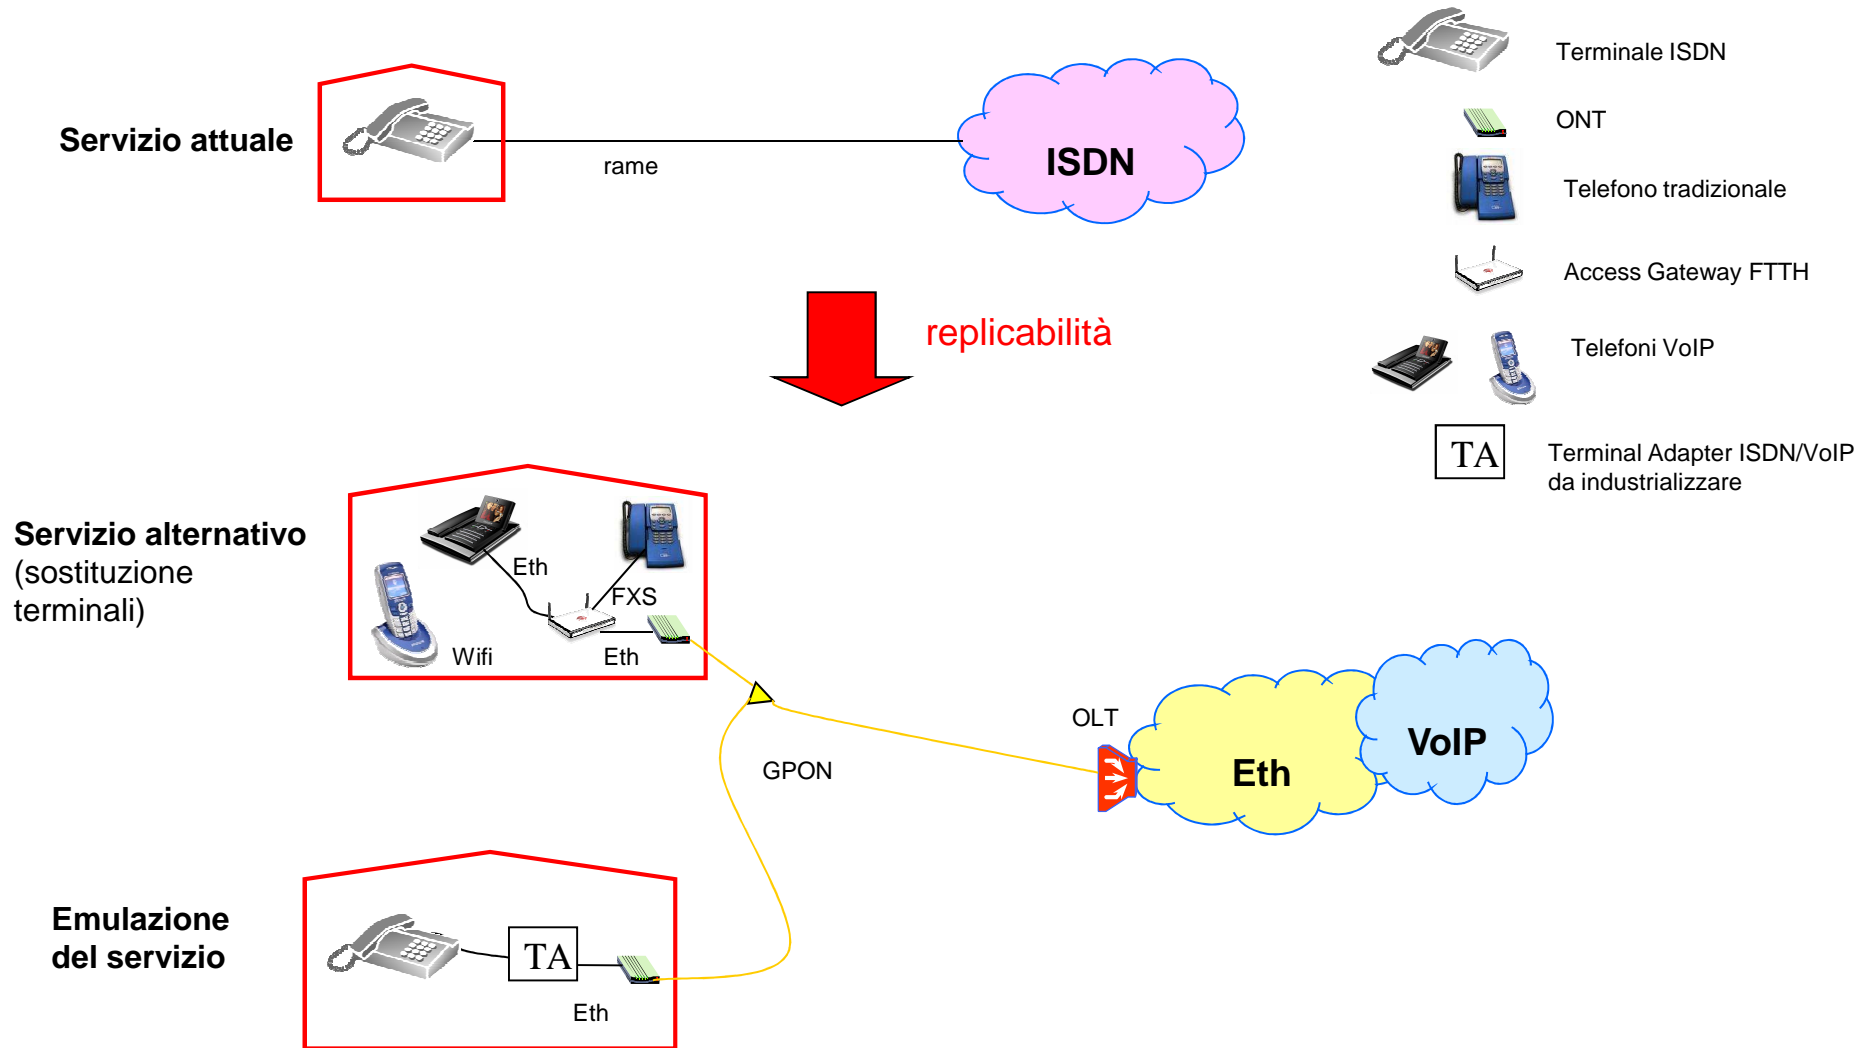 Servizio attuale
rame
ISDN
Terminale ISDN
ONT
Telefono tradizionale
Access Gateway FTTH
Telefoni VoIP
TA
Terminal Adapter ISDN/VoIP
da industrializzare
replicabilità
Servizio alternativo
(sostituzione
terminali)
Eth
FXS
Wifi
Eth
GPON
OLT
Eth
VoIP
Emulazione
del servizio
TA
Eth